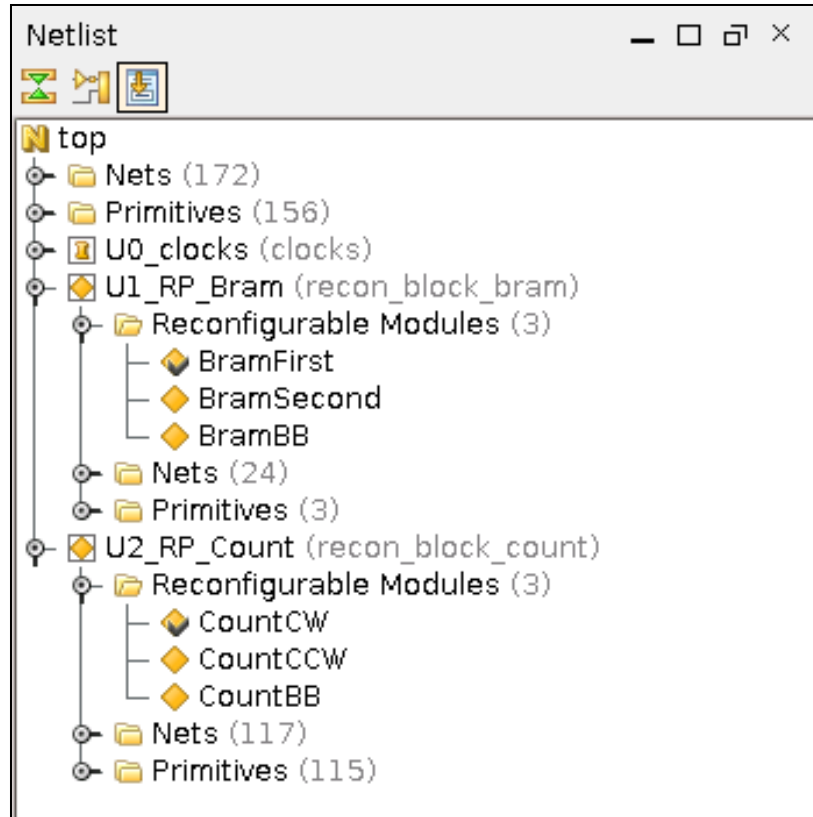 Netlist
top
Nets (172)
Primitives (156)
U0_clocks (clocks)
U1_RP_Bram (recon_block_bram)
Reconfigurable Modules (3)
BramFirst
BramSecond
BramBB
Nets (24)
Primitives (3)
U2_RP_Count (recon_block_count)
Reconfigurable Modules (3)
CountCW
CountCCW
CountBB
Nets (117)
Primitives (115)